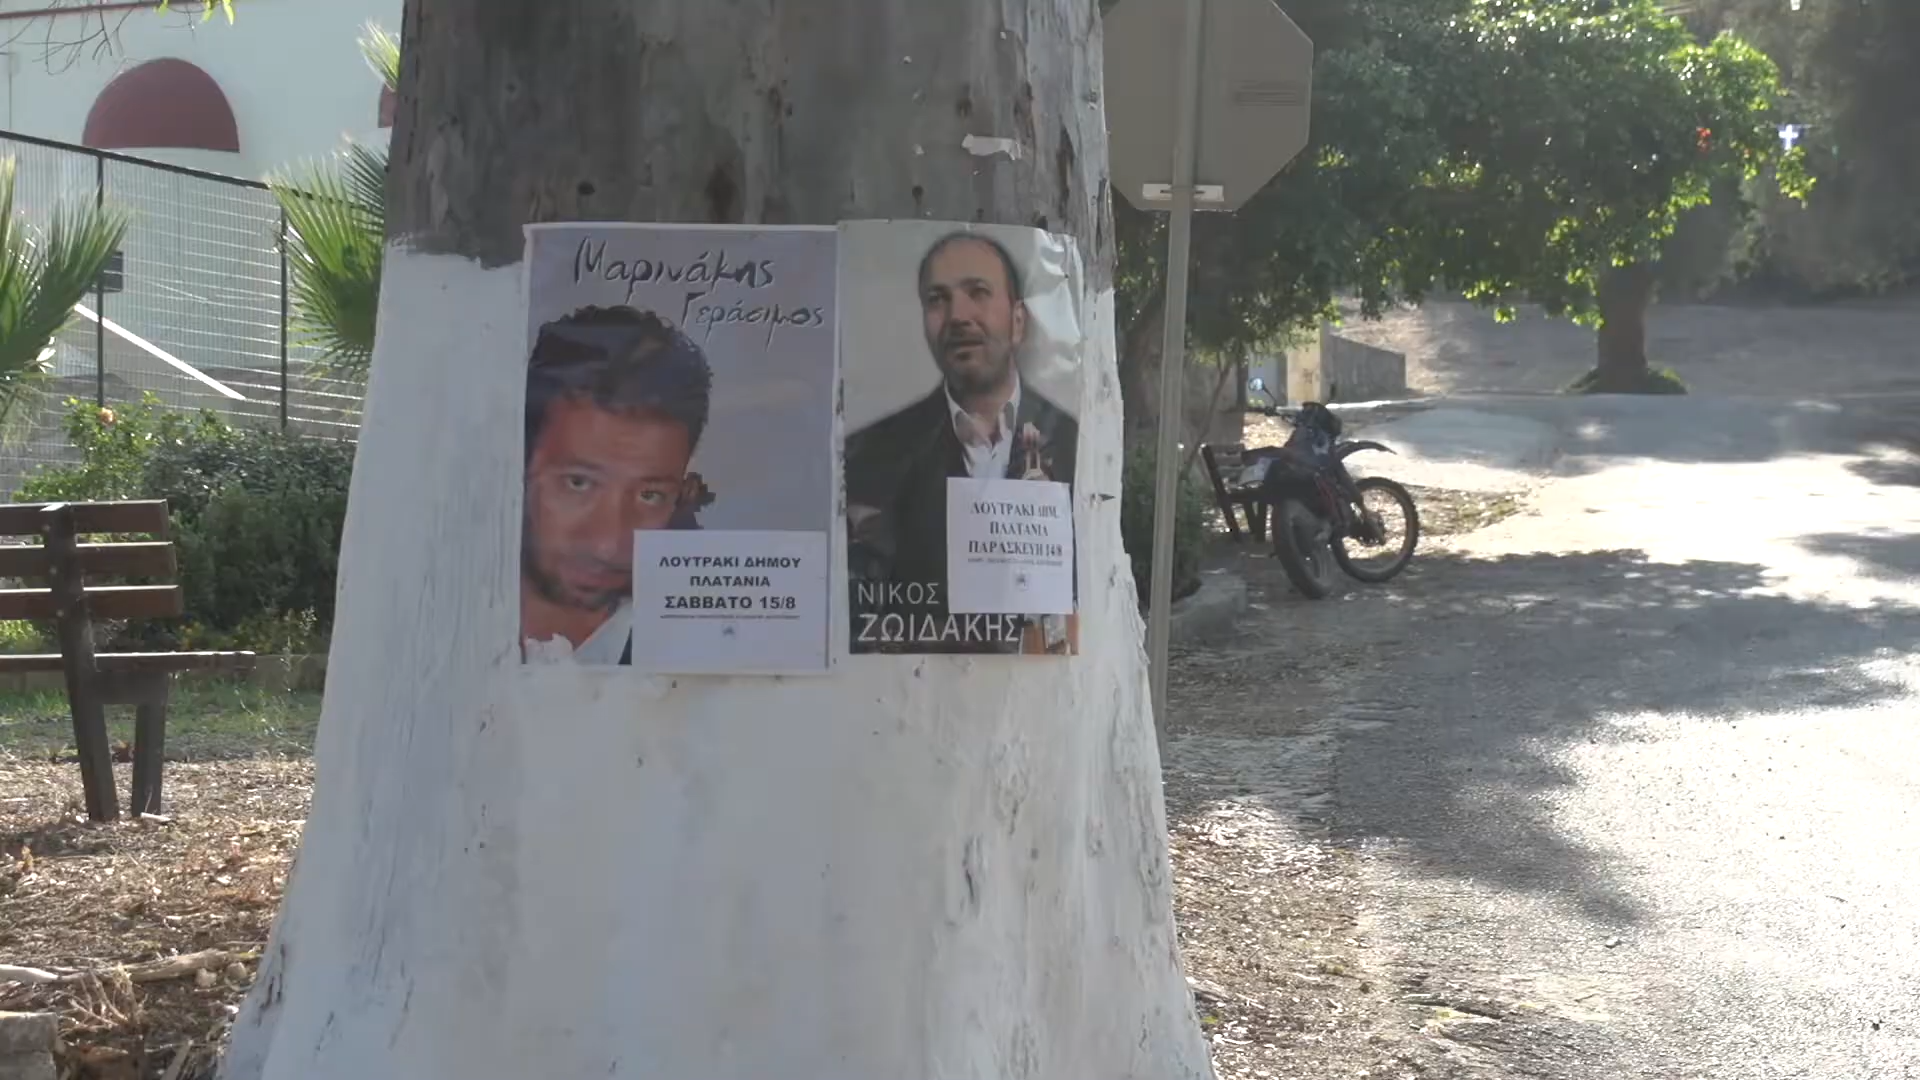 Μαρινάκης
Γεράσιμος
ΛΟΥΤΡΑΚΙ ΔΗΜΟΥ
ΠΛΑΤΑΝΙΑ
ΣΑΒΒΑΤΟ 15/8
ΛΟΥΤΡΑΚΙ ΔΗΜ.
ΠΛΑΤΑΝΙΑ
ΠΑΡΑΣΚΕΥΗ 14/8
ΝΙΚΟΣ
ΖΩΙΔΑΚΗΣ